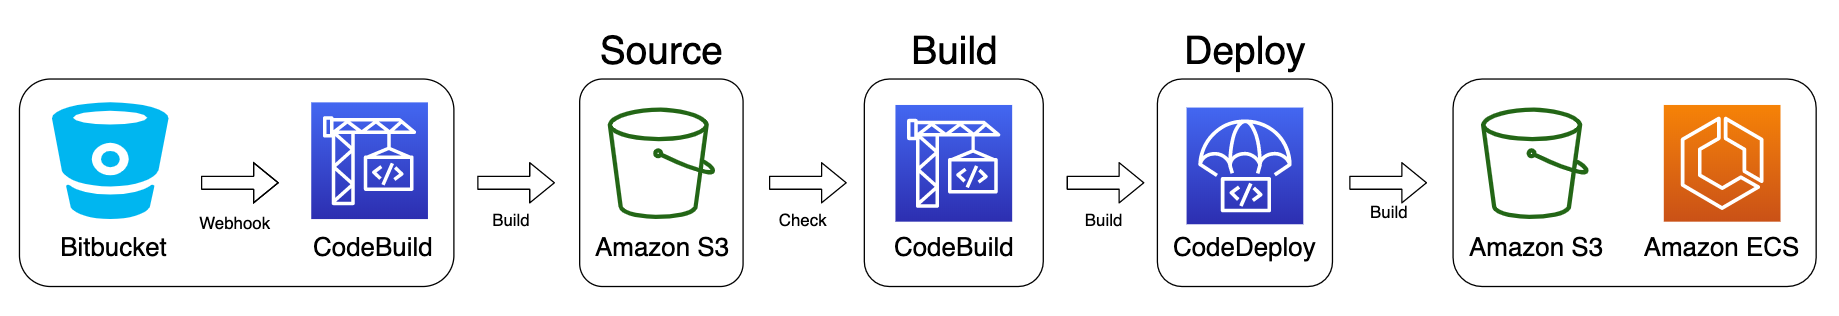 Source
Build
Deploy
Webhook
Build
Check
Build
Build
Bitbucket
CodeBuild
Amazon S3
CodeBuild
CodeDeploy
Amazon S3
Amazon ECS